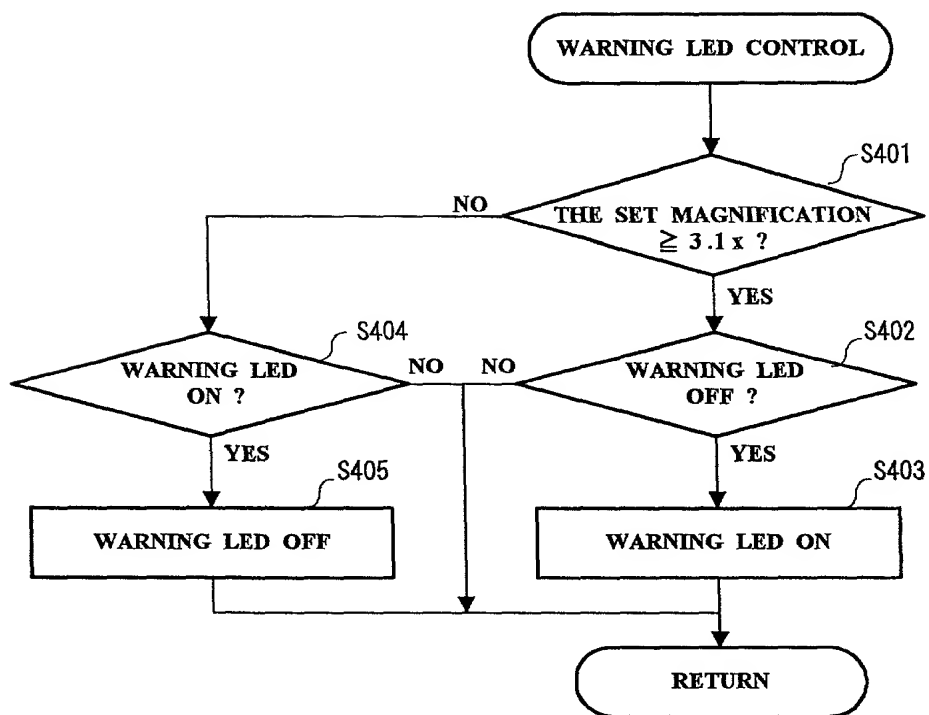 WARNING LED CONTROL
S401
NO
THE SET MAGNIFICATION
≧ 3.1x ?
YES
S404
S402
WARNING LED
ON ?
NO
NO
WARNING LED
OFF ?
YES
YES
S405
S403
WARNING LED OFF
WARNING LED ON
RETURN